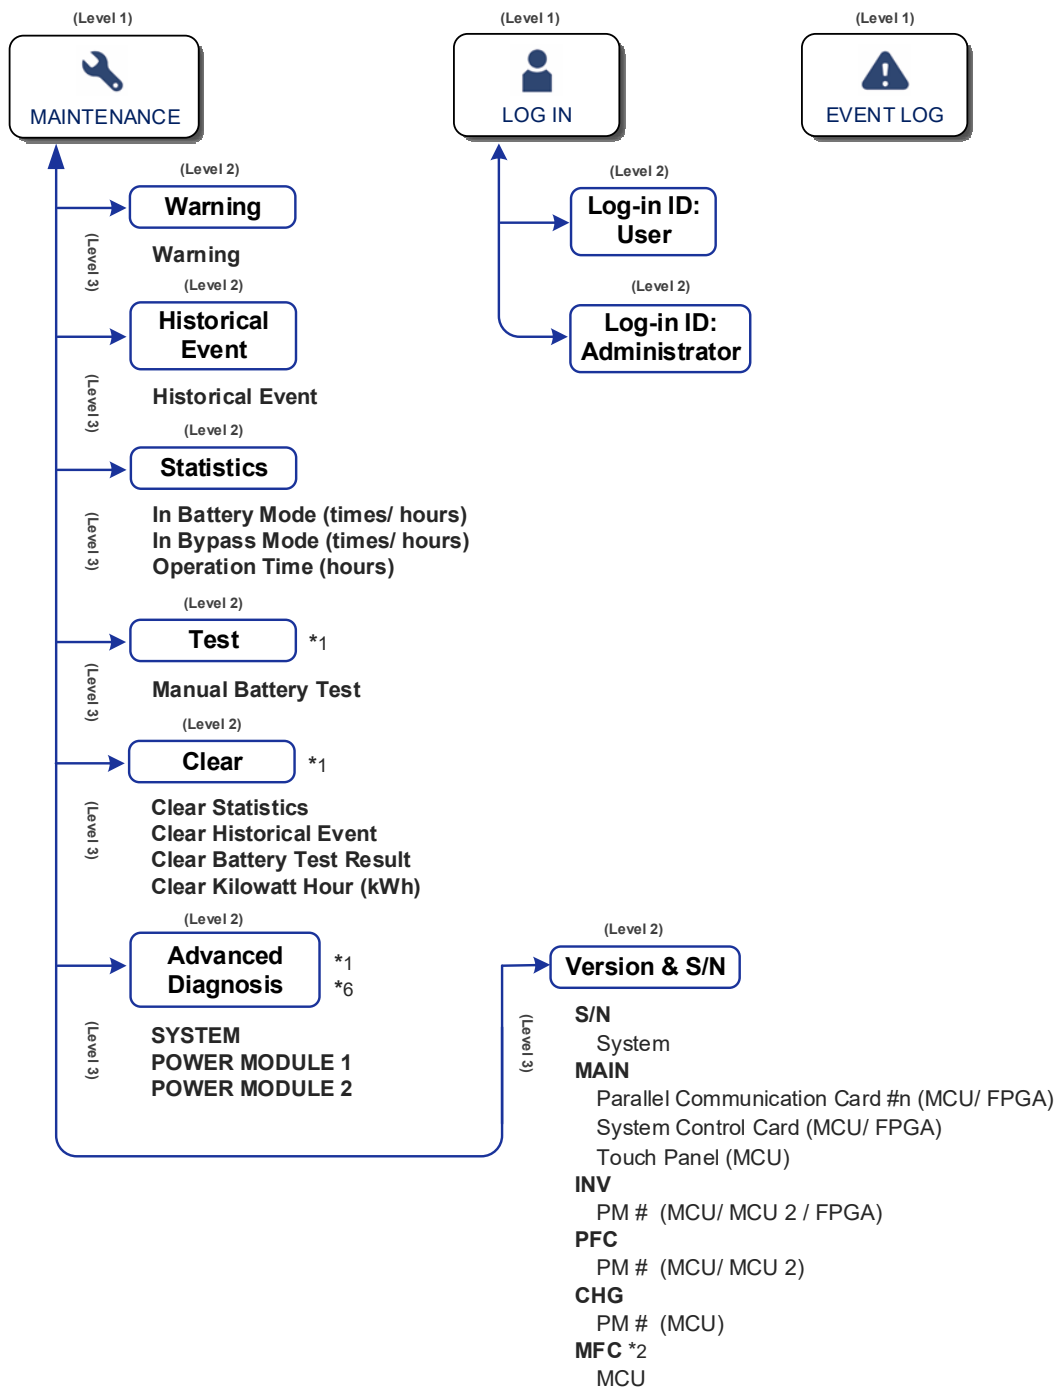 (Level 1)
MAINTENANCE
(Level 1)
LOG IN
(Level 1)
EVENT LOG
(Level 2)
Warning
(Level 3)
Warning
(Level 2)
Historical
Event
(Level 3)
Historical Event
(Level 2)
Statistics
(Level 3)
In Battery Mode (times/ hours)
In Bypass Mode (times/ hours)
Operation Time (hours)
(Level 2)
Test *1
(Level 3)
Manual Battery Test
(Level 2)
Clear *1
(Level 3)
Clear Statistics
Clear Historical Event
Clear Battery Test Result
Clear Kilowatt Hour (kWh)
(Level 2)
Advanced
Diagnosis
*1
*6
(Level 3)
SYSTEM
POWER MODULE 1
POWER MODULE 2
(Level 2)
Log-in ID:
User
(Level 2)
Log-in ID:
Administrator
(Level 2)
Version & S/N
(Level 3)
S/N
System
MAIN
Parallel Communication Card #n (MCU/ FPGA)
System Control Card (MCU/ FPGA)
Touch Panel (MCU)
INV
PM # (MCU/ MCU 2 / FPGA)
PFC
PM # (MCU/ MCU 2)
CHG
PM # (MCU)
MFC *2
MCU